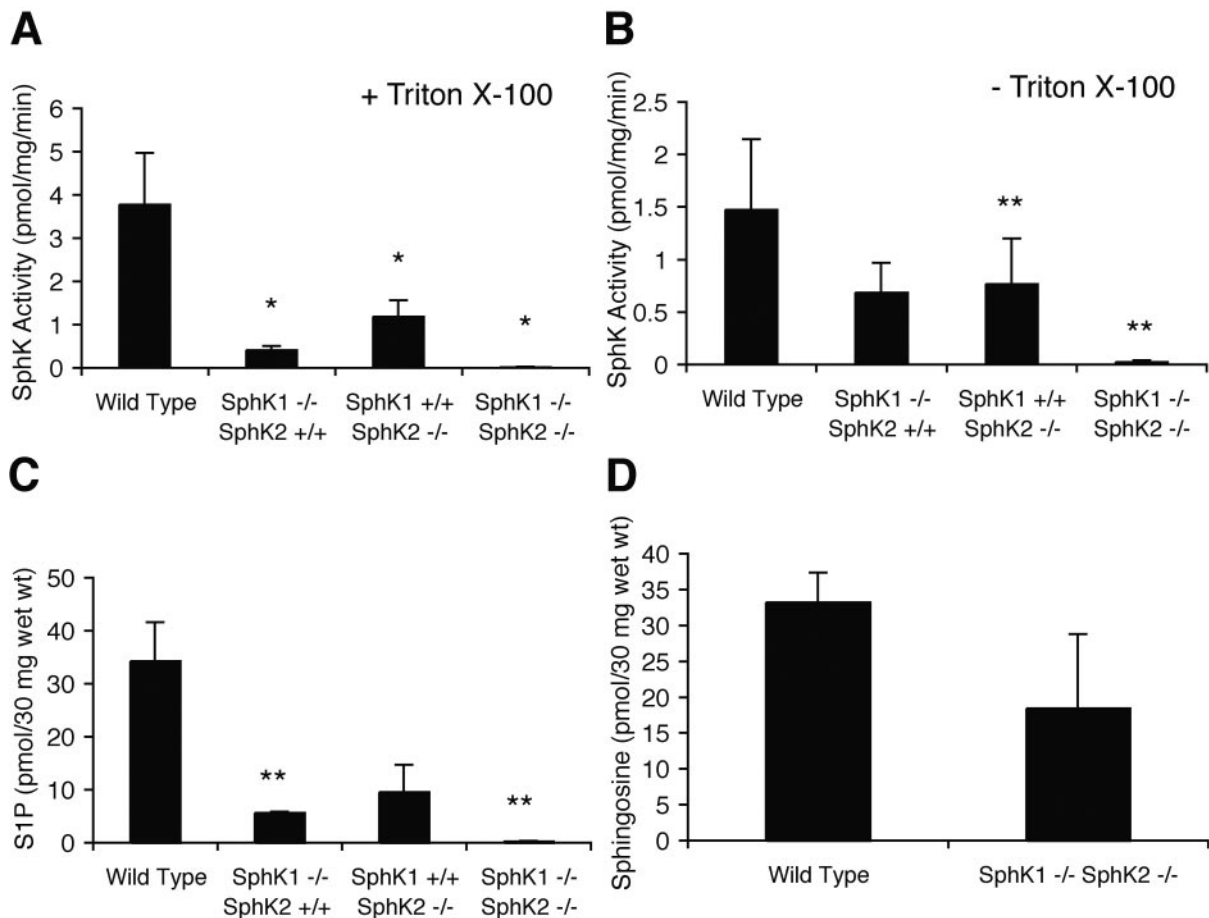 A
+ Triton X-100
SphK Activity (pmol/mg/min)
6
5
4
3
2
1
0
*
*
*
Wild Type
SphK1 -/-
SphK2 +/+
SphK1 +/+
SphK2 -/-
SphK1 -/-
SphK2 -/-
B
- Triton X-100
SphK Activity (pmol/mg/min)
2.5
2
1.5
1
0.5
0
**
**
Wild Type
SphK1 -/-
SphK2 +/+
SphK1 +/+
SphK2 -/-
SphK1 -/-
SphK2 -/-
C
S1P (pmol/30 mg wet wt)
50
40
30
20
10
0
**
**
Wild Type
SphK1 -/-
SphK2 +/+
SphK1 +/+
SphK2 -/-
SphK1 -/-
SphK2 -/-
D
Sphingosine (pmol/30 mg wet wt)
40
35
30
25
20
15
10
5
0
Wild Type
SphK1 -/- SphK2 -/-